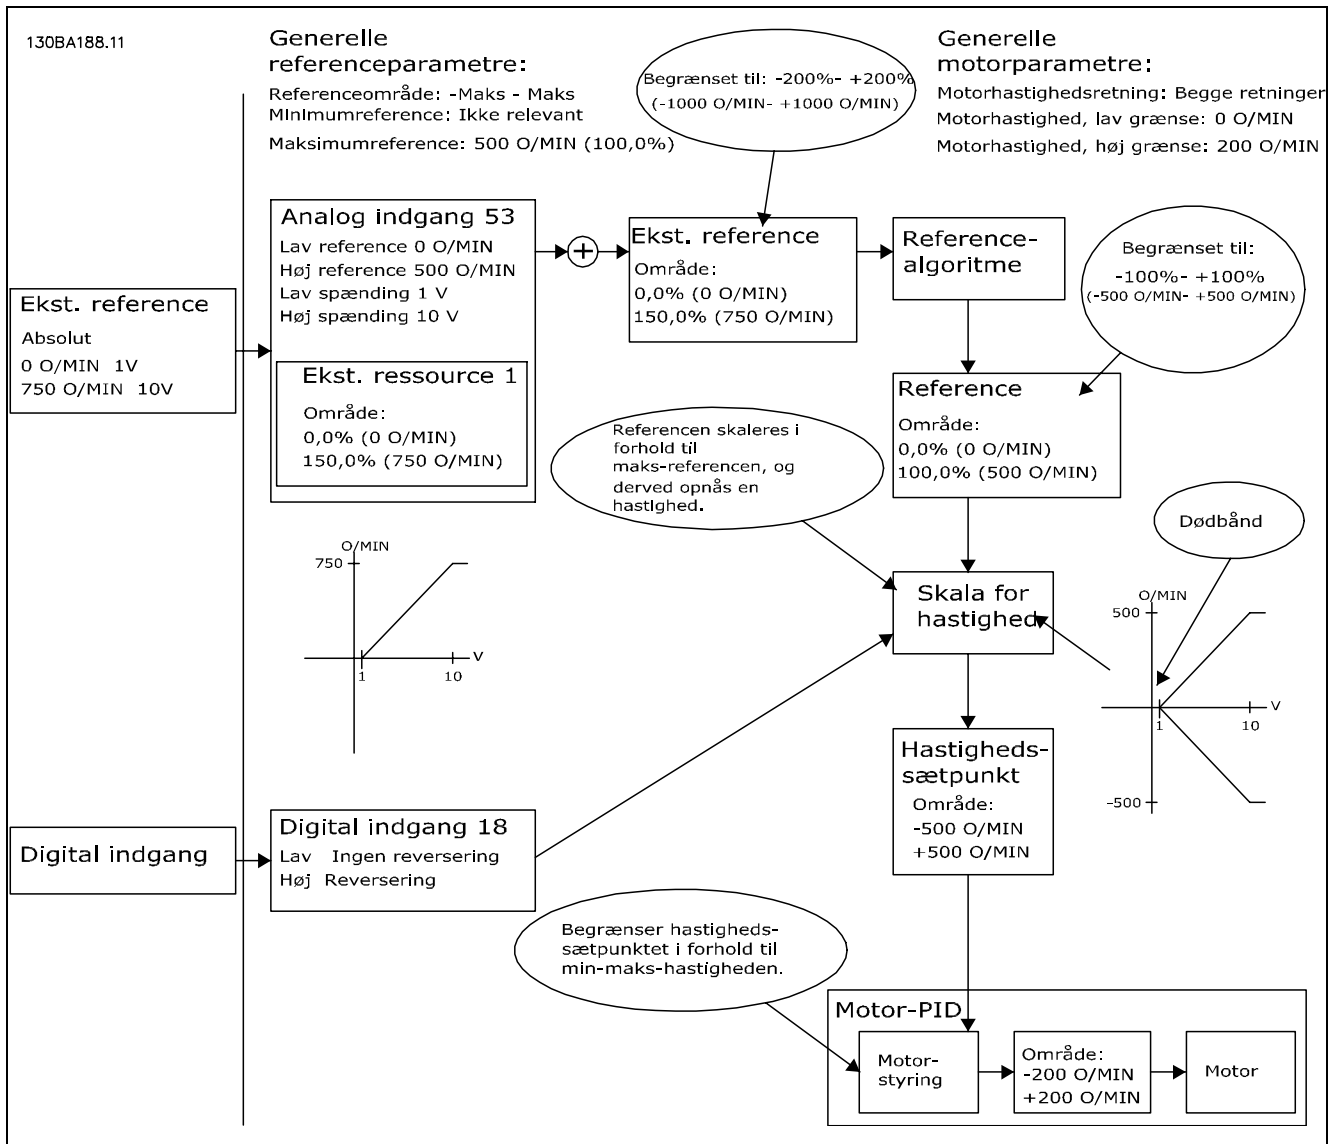 130BA188.11
Generelle
referenceparametre:
Referenceområde: -Maks - Maks
Minimumreference: Ikke relevant
Maksimumreference: 500 O/MIN (100,0%)
Begrænset til: -200%- +200%
(-1000 O/MIN- +1000 O/MIN)
Generelle
motorparametre:
Motorhastighedsretning: Begge retninger
Motorhastighed, lav grænse: 0 O/MIN
Motorhastighed, høj grænse: 200 O/MIN
Ekst. reference
Absolut
0 O/MIN 1V
750 O/MIN 10V
Analog indgang 53
Lav reference 0 O/MIN
Høj reference 500 O/MIN
Lav spænding 1 V
Høj spænding 10 V
Ekst. ressource 1
Område:
0,0% (0 O/MIN)
150,0% (750 O/MIN)
+
Ekst. reference
Område:
0,0% (0 O/MIN)
150,0% (750 O/MIN)
Reference-
algoritme
Begrænset til:
-100%- +100%
(-500 O/MIN- +500 O/MIN)
Reference
Område:
0,0% (0 O/MIN)
100,0% (500 O/MIN)
Referencen skaleres i
forhold til
maks-referencen, og
derved opnås en
hastighed.
Dødbånd
O/MIN
750
1
10
V
Skala for
hastighed
O/MIN
500
1
10
V
-500
Hastigheds-
sætpunkt
Område:
-500 O/MIN
+500 O/MIN
Digital indgang
Digital indgang 18
Lav Ingen reversering
Høj Reversering
Begrænser hastigheds-
sætpunktet i forhold til
min-maks-hastigheden.
Motor-PID
Motor-
styring
Område:
-200 O/MIN
+200 O/MIN
Motor